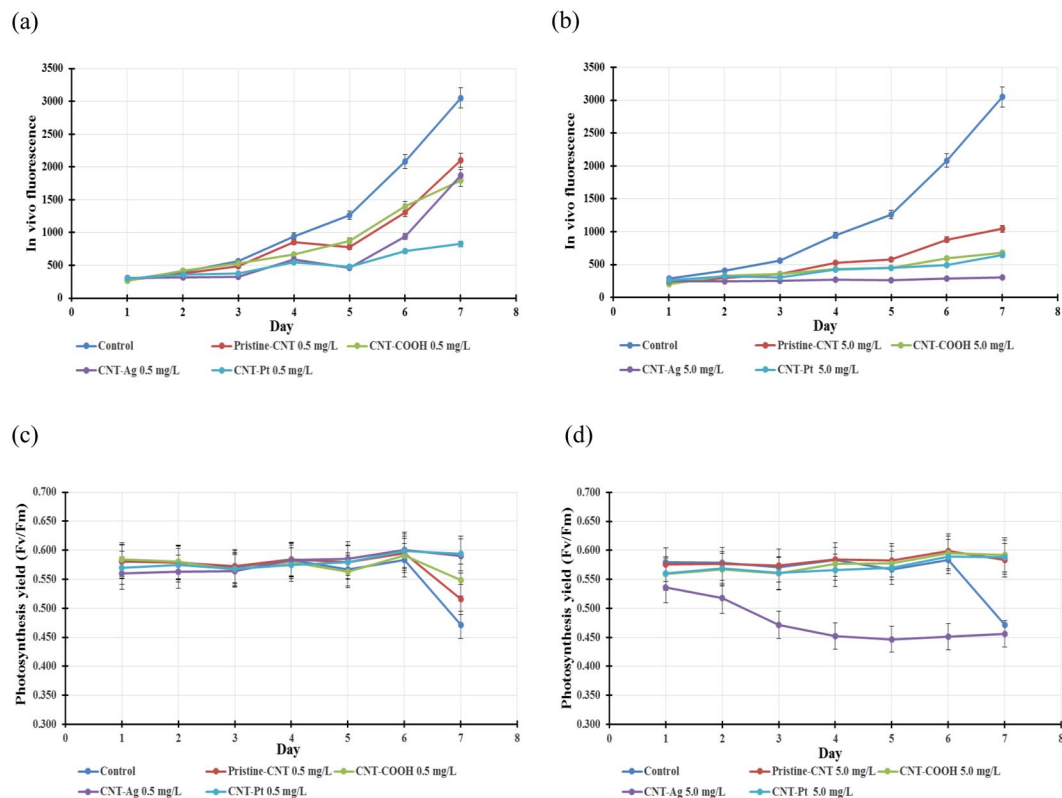 (a)
(b)
3500
3000
2500
2000
1500
1000
500
0
In vivo fluorescence
0 1 2 3 4 5 6 7 8
Day
Control Pristine-CNT 0.5 mg/L CNT-COOH 0.5 mg/L
CNT-Ag 0.5 mg/L CNT-Pt 0.5 mg/L
3500
3000
2500
2000
1500
1000
500
0
In vivo fluorescence
0 1 2 3 4 5 6 7 8
Day
Control Pristine-CNT 5.0 mg/L CNT-COOH 5.0 mg/L
CNT-Ag 5.0 mg/L CNT-Pt 5.0 mg/L
(c)
(d)
0.700
0.650
0.600
0.550
0.500
0.450
0.400
0.350
0.300
Photosynthesis yield (Fv/Fm)
0 1 2 3 4 5 6 7 8
Day
Control Pristine-CNT 0.5 mg/L CNT-COOH 0.5 mg/L
CNT-Ag 0.5 mg/L CNT-Pt 0.5 mg/L
0.700
0.650
0.600
0.550
0.500
0.450
0.400
0.350
0.300
Photosynthesis yield (Fv/Fm)
0 1 2 3 4 5 6 7 8
Day
Control Pristine-CNT 5.0 mg/L CNT-COOH 5.0 mg/L
CNT-Ag 5.0 mg/L CNT-Pt 5.0 mg/L